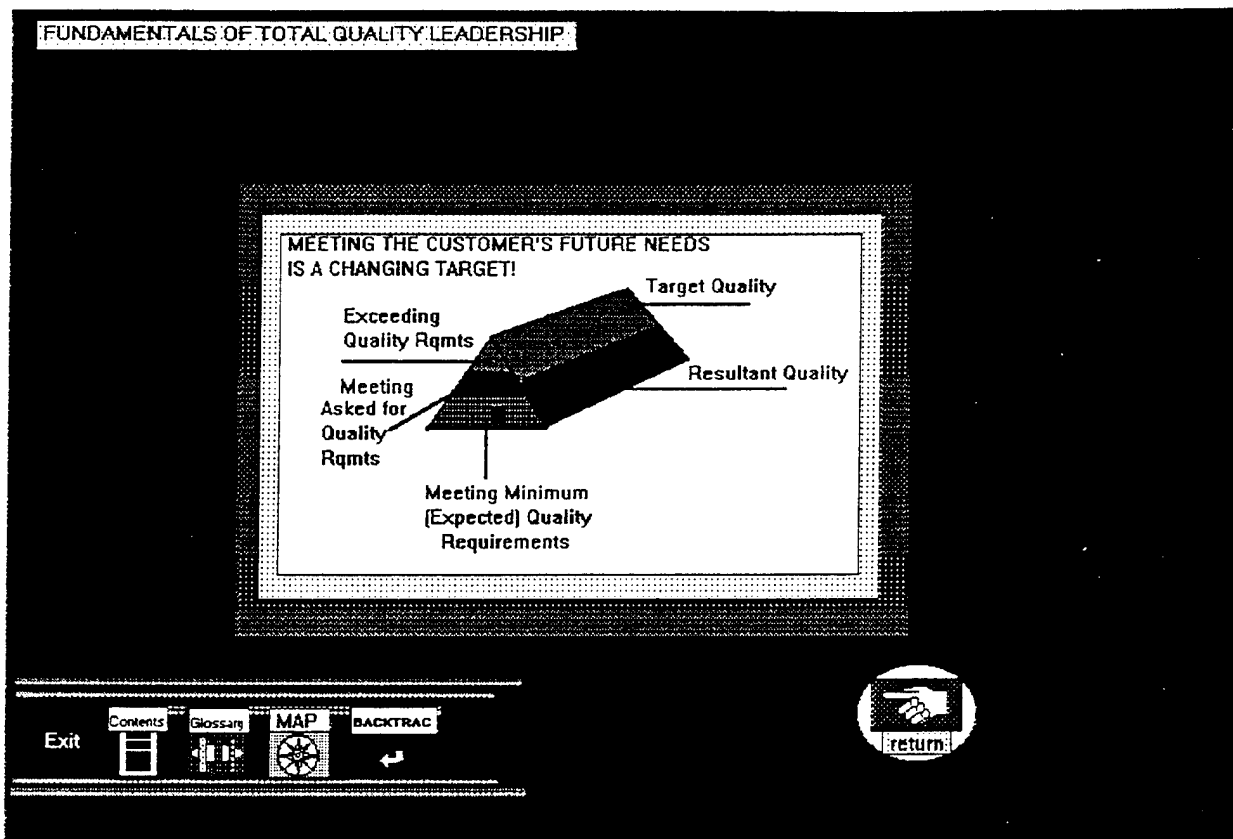 FUNDAMENTALS OF TOTAL QUALITY LEADERSHIP
MEETING THE CUSTOMER'S FUTURE NEEDS
IS A CHANGING TARGET!
Target Quality
Exceeding
Quality Rqmts
Resultant Quality
Meeting
Asked for
Quality
Rqmts
Meeting Minimum
(Expected) Quality
Requirements
Exit
Contents
Glossary
MAP
BACKTRAC
return